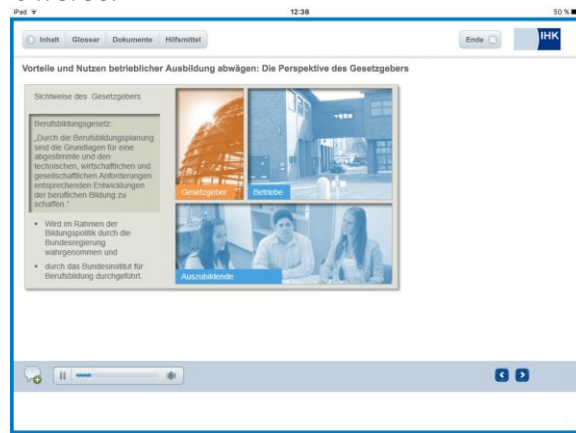 iPad
12:38
50 %
Inhalt Glossar Dokumente Hilfsmittel
Ende
IHK
Vorteile und Nutzen betrieblicher Ausbildung abwägen: Die Perspektive des Gesetzgebers
Sichtweise des Gesetzgebers
Berufsbildungsgesetz:
„Durch die Berufsbildungsplanung
sind die Grundlagen für eine
abgestimmte und den
technischen, wirtschaftlichen und
gesellschaftlichen Anforderungen
entsprechenden Entwicklungen
der beruflichen Bildung zu
schaffen.“
• Wird im Rahmen der
Bildungspolitik durch die
Bundesregierung
wahrgenommen und
• durch das Bundesinstitut für
Berufsbildung durchgeführt.
Gesetzgeber
Betriebe
Auszubildende